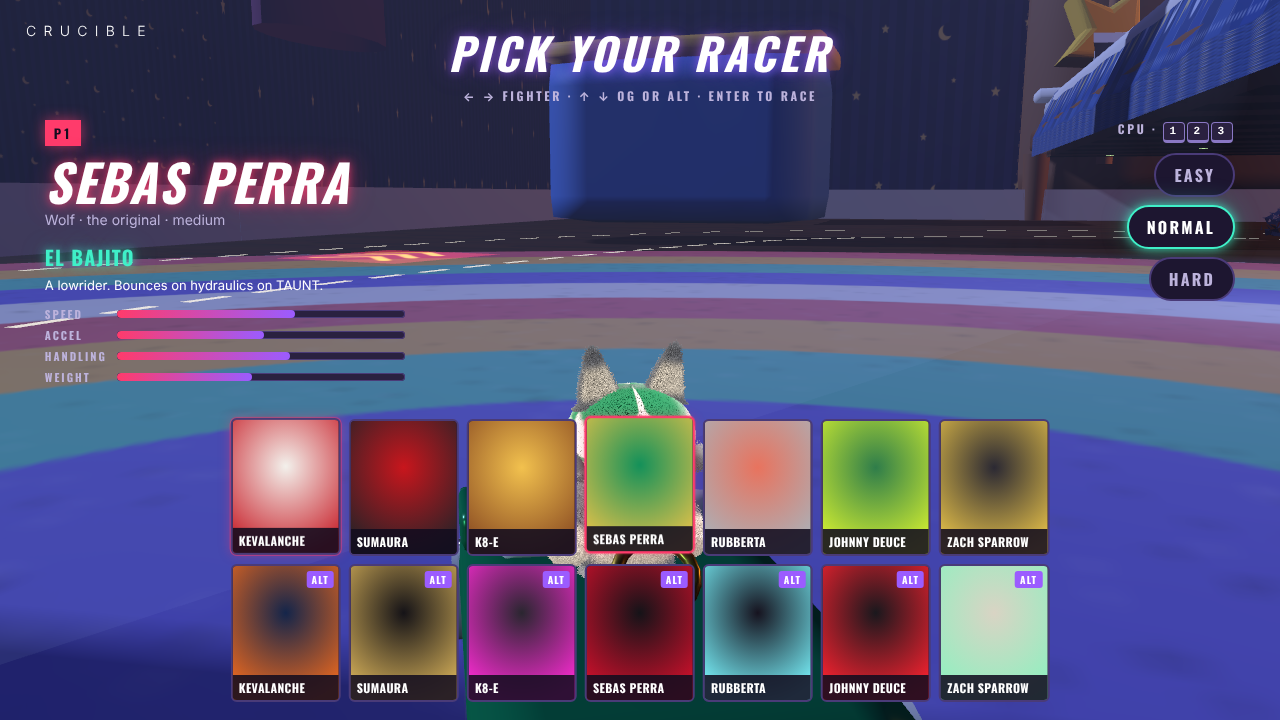 CRUCIBLE
PICK YOUR RACER
← → FIGHTER · ↑ ↓ OG OR ALT · ENTER TO RACE
P1
SEBAS PERRA
Wolf · the original · medium
EL BAJITO
A lowrider. Bounces on hydraulics on TAUNT.
SPEED
ACCEL
HANDLING
WEIGHT
CPU · 1 2 3
EASY
NORMAL
HARD
KEVALANCHE
SUMAURA
K8-E
SEBAS PERRA
RUBBERTA
JOHNNY DEUCE
ZACH SPARROW
ALT
KEVALANCHE
ALT
SUMAURA
ALT
K8-E
ALT
SEBAS PERRA
ALT
RUBBERTA
ALT
JOHNNY DEUCE
ALT
ZACH SPARROW